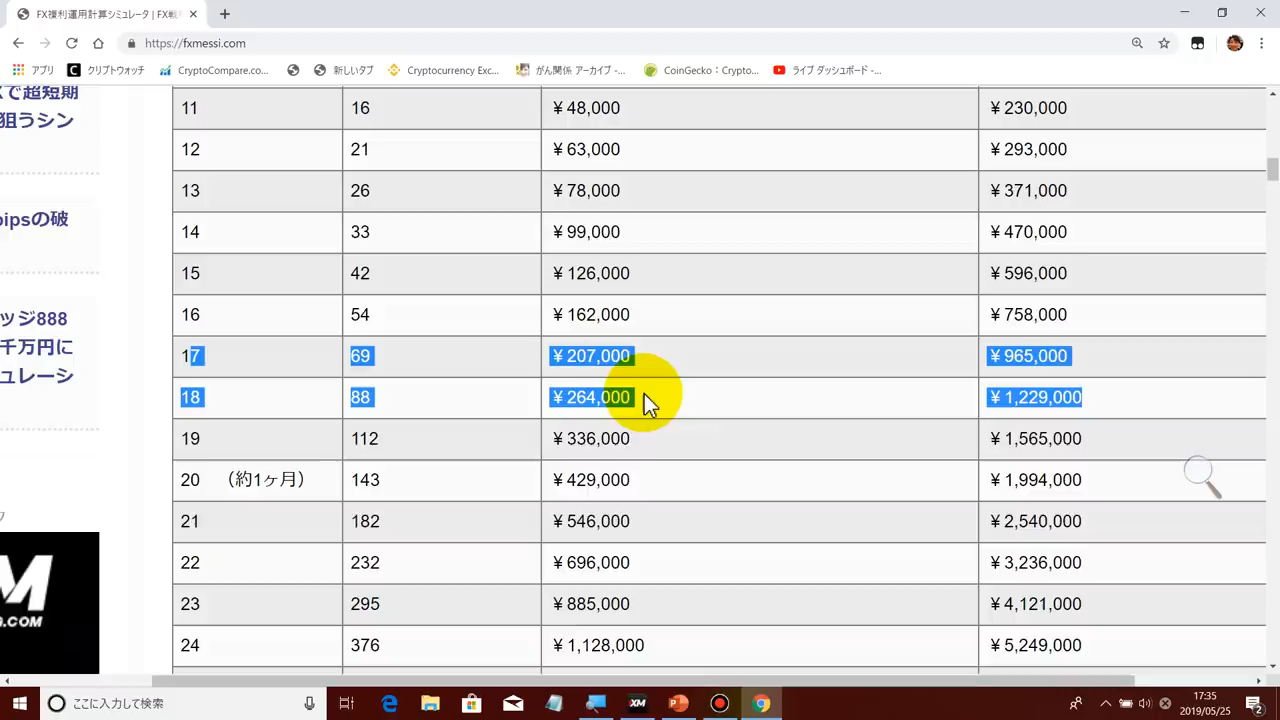 FX複利運用計算シミュレータ | FX戦
https://fxmessi.com
アプリ クリプトウォッチ CryptoCompare.co... 新しいタブ Cryptocurrency Exc... がん関係 アーカイブ -... CoinGecko: Crypto... ライブ ダッシュボード -...
で超短期
狙うシン
pipsの破
ッジ888
千万円に
ュレーシ
11 16 ¥48,000 ¥230,000
12 21 ¥63,000 ¥293,000
13 26 ¥78,000 ¥371,000
14 33 ¥99,000 ¥470,000
15 42 ¥126,000 ¥596,000
16 54 ¥162,000 ¥758,000
17 69 ¥207,000 ¥965,000
18 88 ¥264,000 ¥1,229,000
19 112 ¥336,000 ¥1,565,000
20 （約1ヶ月） 143 ¥429,000 ¥1,994,000
21 182 ¥546,000 ¥2,540,000
22 232 ¥696,000 ¥3,236,000
23 295 ¥885,000 ¥4,121,000
24 376 ¥1,128,000 ¥5,249,000
M
G.COM
ここに入力して検索 XM 17:35
2019/05/25 2